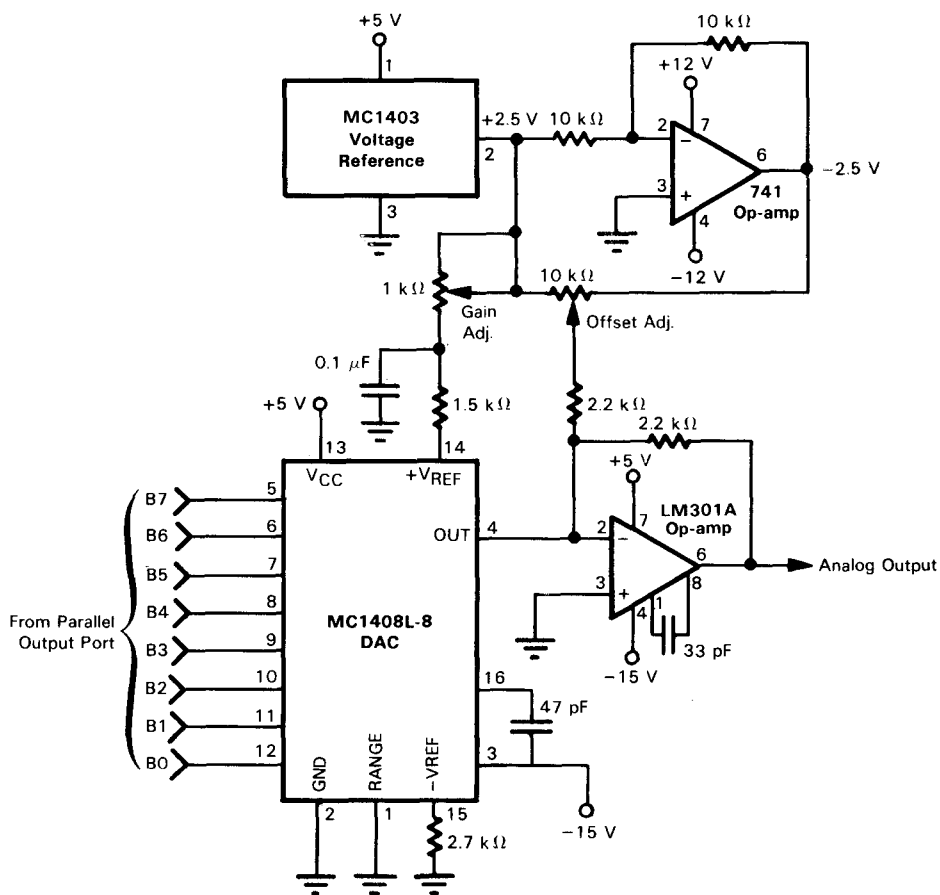 +5 V
1
MC1403
Voltage
Reference
+2.5 V
2
3
10 kΩ
10 kΩ
+12 V
7
2
−
3
+
6
741
Op-amp
4
−12 V
−2.5 V
1 kΩ
Gain
Adj.
10 kΩ
Offset Adj.
0.1 μF
1.5 kΩ
2.2 kΩ
2.2 kΩ
+5 V
13
VCC
14
+VREF
B7
5
B6
6
B5
7
B4
8
B3
9
B2
10
B1
11
B0
12
From Parallel
Output Port
MC1408L-8
DAC
OUT
4
+5 V
7
LM301A
Op-amp
2
−
3
+
6
8
1
4
33 pF
−15 V
Analog Output
16
47 pF
3
−15 V
GND
RANGE
−VREF
2
1
15
2.7 kΩ